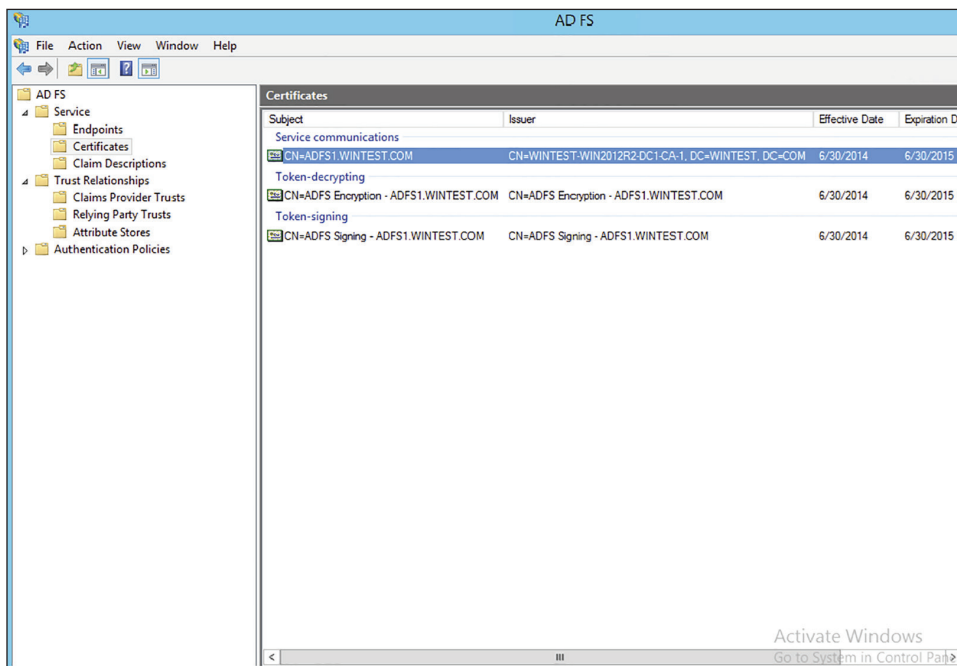 AD FS
File Action View Window Help
AD FS
Service
Endpoints
Certificates
Claim Descriptions
Trust Relationships
Claims Provider Trusts
Relying Party Trusts
Attribute Stores
Authentication Policies
Certificates
Subject Issuer Effective Date Expiration D
Service communications
CN=ADFS1.WINTEST.COM CN=WINTEST-WIN2012R2-DC1-CA-1, DC=WINTEST, DC=COM 6/30/2014 6/30/2015
Token-decrypting
CN=ADFS Encryption - ADFS1.WINTEST.COM CN=ADFS Encryption - ADFS1.WINTEST.COM 6/30/2014 6/30/2015
Token-signing
CN=ADFS Signing - ADFS1.WINTEST.COM CN=ADFS Signing - ADFS1.WINTEST.COM 6/30/2014 6/30/2015
Activate Windows
Go to System in Control Pane